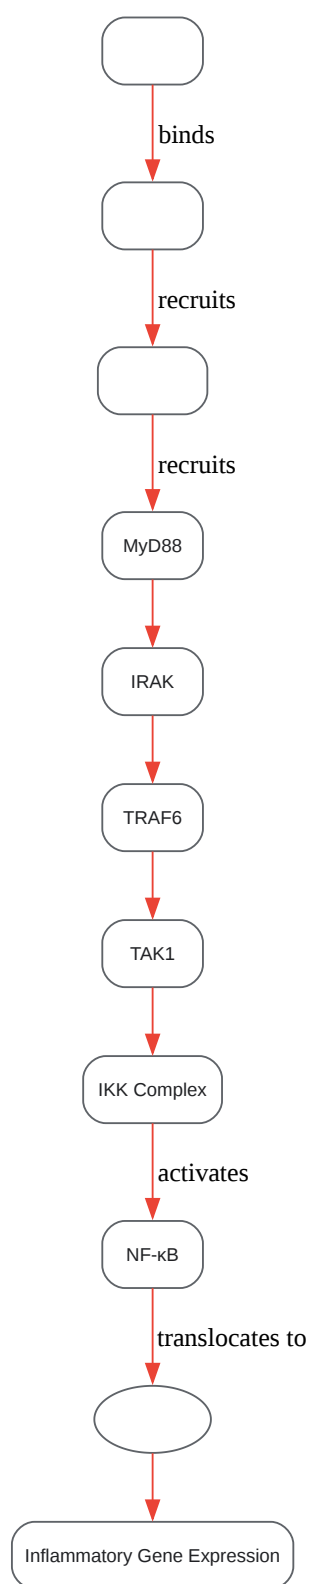 binds
recruits
recruits
MyD88
IRAK
TRAF6
TAK1
IKK Complex
activates
NF-κB
translocates to
Inflammatory Gene Expression